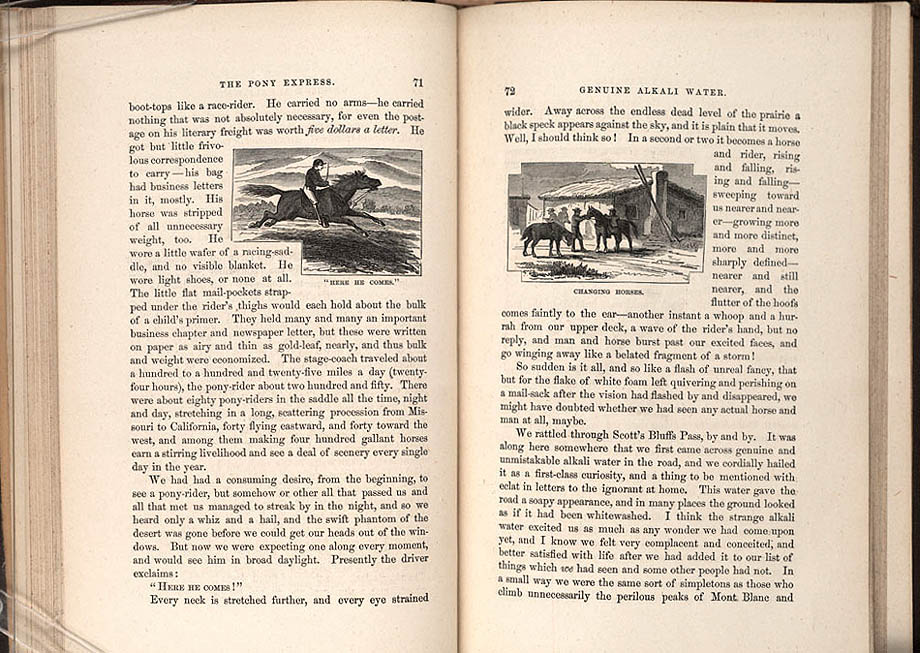 THE PONY EXPRESS. 71
boot-tops like a race-rider. He carried no arms—he carried
nothing that was not absolutely necessary, for even the post-
age on his literary freight was worth five dollars a letter. He
got but little frivo-
lous correspondence
to carry—his bag
had business letters
in it, mostly. His
horse was stripped
of all unnecessary
weight, too. He
wore a little wafer of a racing-sad-
dle, and no visible blanket. He
wore light shoes, or none at all.
The little flat mail-pockets strap-
"HERE HE COMES."
ped under the rider's thighs would each hold about the bulk
of a child's primer. They held many and many an important
business chapter and newspaper letter, but these were written
on paper as airy and thin as gold-leaf, nearly, and thus bulk
and weight were economized. The stage-coach traveled about
a hundred to a hundred and twenty-five miles a day (twenty-
four hours), the pony-rider about two hundred and fifty. There
were about eighty pony-riders in the saddle all the time, night
and day, stretching in a long, scattering procession from Mis-
souri to California, forty flying eastward, and forty toward the
west, and among them making four hundred gallant horses
earn a stirring livelihood and see a deal of scenery every single
day in the year.
We had had a consuming desire, from the beginning, to
see a pony-rider, but somehow or other all that passed us and
all that met us managed to streak by in the night, and so we
heard only a whiz and a hail, and the swift phantom of the
desert was gone before we could get our heads out of the win-
dows. But now we were expecting one along every moment,
and would see him in broad daylight. Presently the driver
exclaims:
"HERE HE COMES!"
Every neck is stretched further, and every eye strained
72 GENUINE ALKALI WATER.
wider. Away across the endless dead level of the prairie a
black speck appears against the sky, and it is plain that it moves.
Well, I should think so! In a second or two it becomes a horse
and rider, rising
and falling, ris-
ing and falling—
sweeping toward
us nearer and near-
er—growing more
and more distinct,
more and more
sharply defined—
nearer and still
nearer, and the
flutter of the hoofs
CHANGING HORSES.
comes faintly to the ear—another instant a whoop and a hur-
rah from our upper deck, a wave of the rider's hand, but no
reply, and man and horse burst past our excited faces, and
go winging away like a belated fragment of a storm!
So sudden is it all, and so like a flash of unreal fancy, that
but for the flake of white foam left quivering and perishing on
a mail-sack after the vision had flashed by and disappeared, we
might have doubted whether we had seen any actual horse and
man at all, maybe.
We rattled through Scott's Bluffs Pass, by and by. It was
along here somewhere that we first came across genuine and
unmistakable alkali water in the road, and we cordially hailed
it as a first-class curiosity, and a thing to be mentioned with
eclat in letters to the ignorant at home. This water gave the
road a soapy appearance, and in many places the ground looked
as if it had been whitewashed. I think the strange alkali
water excited us as much as any wonder we had come upon
yet, and I know we felt very complacent and conceited, and
better satisfied with life after we had added it to our list of
things which we had seen and some other people had not. In
a small way we were the same sort of simpletons as those who
climb unnecessarily the perilous peaks of Mont Blanc and